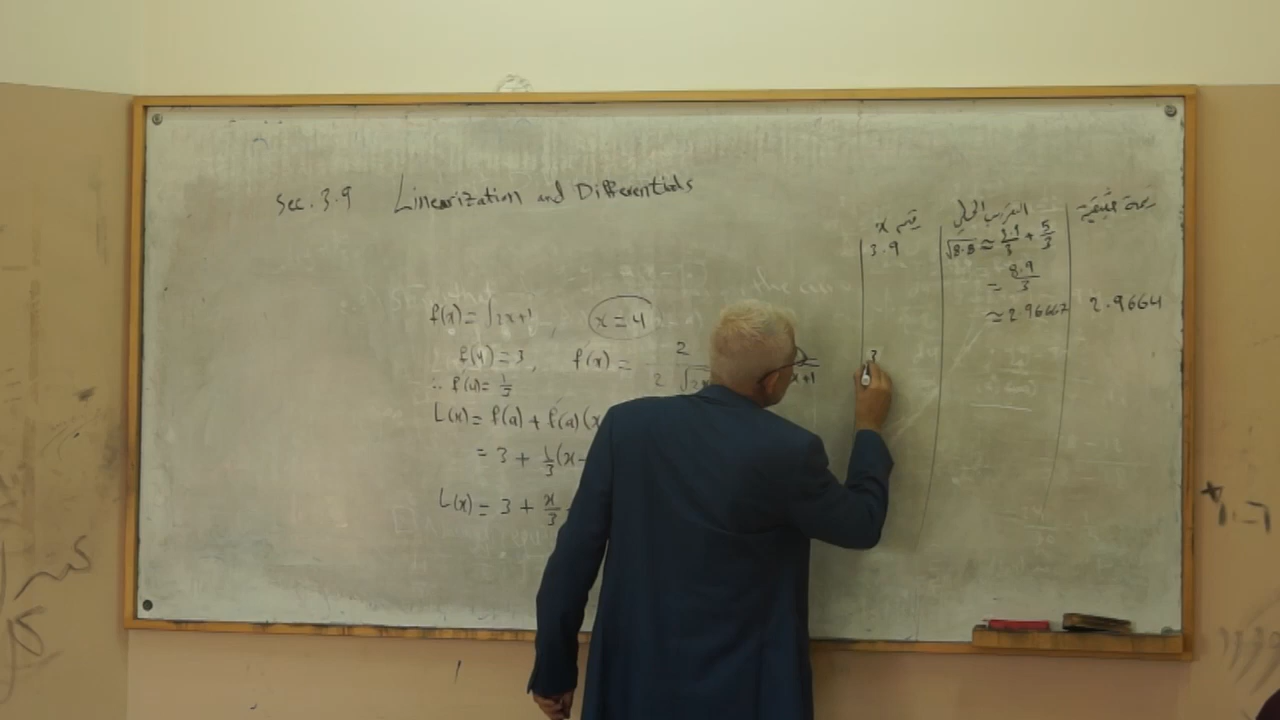 Sec. 3.9 Linearization and Differentials
f(x) = √2x+1 , x = 4
f(4) = 3, f'(x) = 2
2 √2x
x+1
∴ f'(4) = 1/3
L(x) = f(a) + f'(a)(x
= 3 + 1/3(x-
L(x) = 3 + x/3
قيم x
3.9
3
التقريب الخطي
√8.8 ≈ 3.9/3 + 5/3
= 8.9/3
≈ 2.96667
2.9664